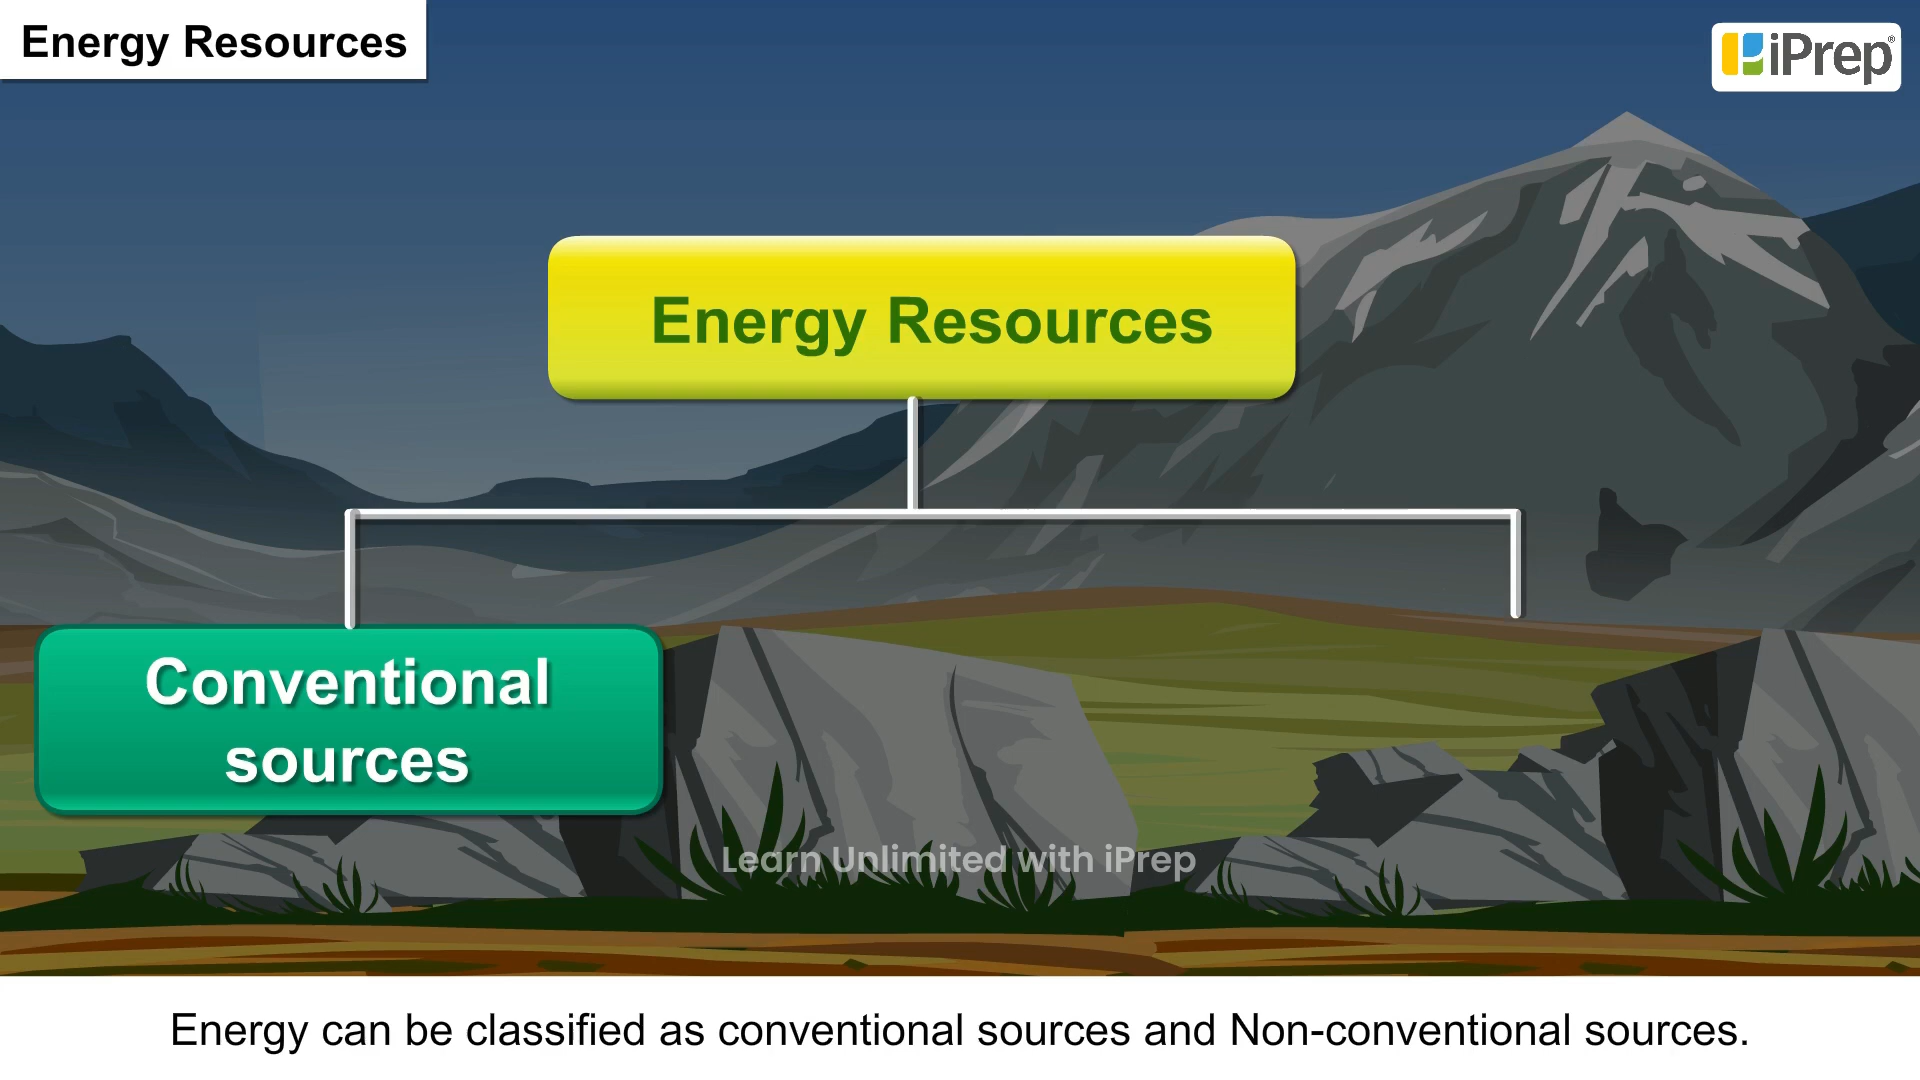 Energy Resources
iPrep®
Energy Resources
Conventional
sources
Learn Unlimited with iPrep
Energy can be classified as conventional sources and Non-conventional sources.